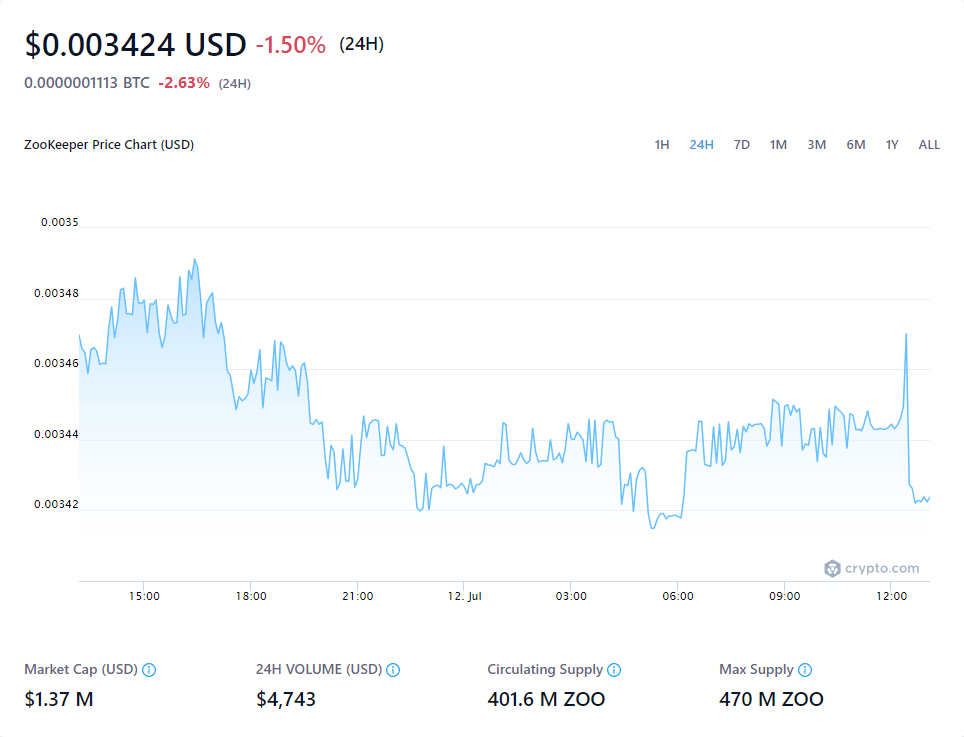 $0.003424 USD -1.50% (24H)
0.0000001113 BTC -2.63% (24H)
ZooKeeper Price Chart (USD) 1H 24H 7D 1M 3M 6M 1Y ALL
0.0035
0.00348
0.00346
0.00344
0.00342
crypto.com
15:00 18:00 21:00 12. Jul 03:00 06:00 09:00 12:00
Market Cap (USD) 24H VOLUME (USD) Circulating Supply Max Supply
$1.37 M $4,743 401.6 M ZOO 470 M ZOO